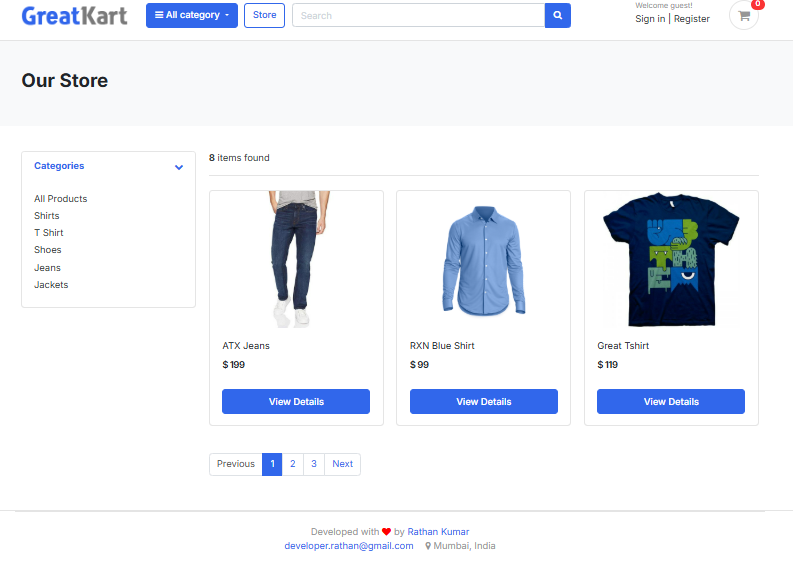 GreatKart
All category
Store
Search
Welcome guest!
Sign in | Register
0
Our Store
Categories
All Products
Shirts
T Shirt
Shoes
Jeans
Jackets
8 items found
ATX Jeans
$ 199
View Details
RXN Blue Shirt
$ 99
View Details
Great Tshirt
$ 119
View Details
Previous 1 2 3 Next
Developed with ❤ by Rathan Kumar
developer.rathan@gmail.com Mumbai, India